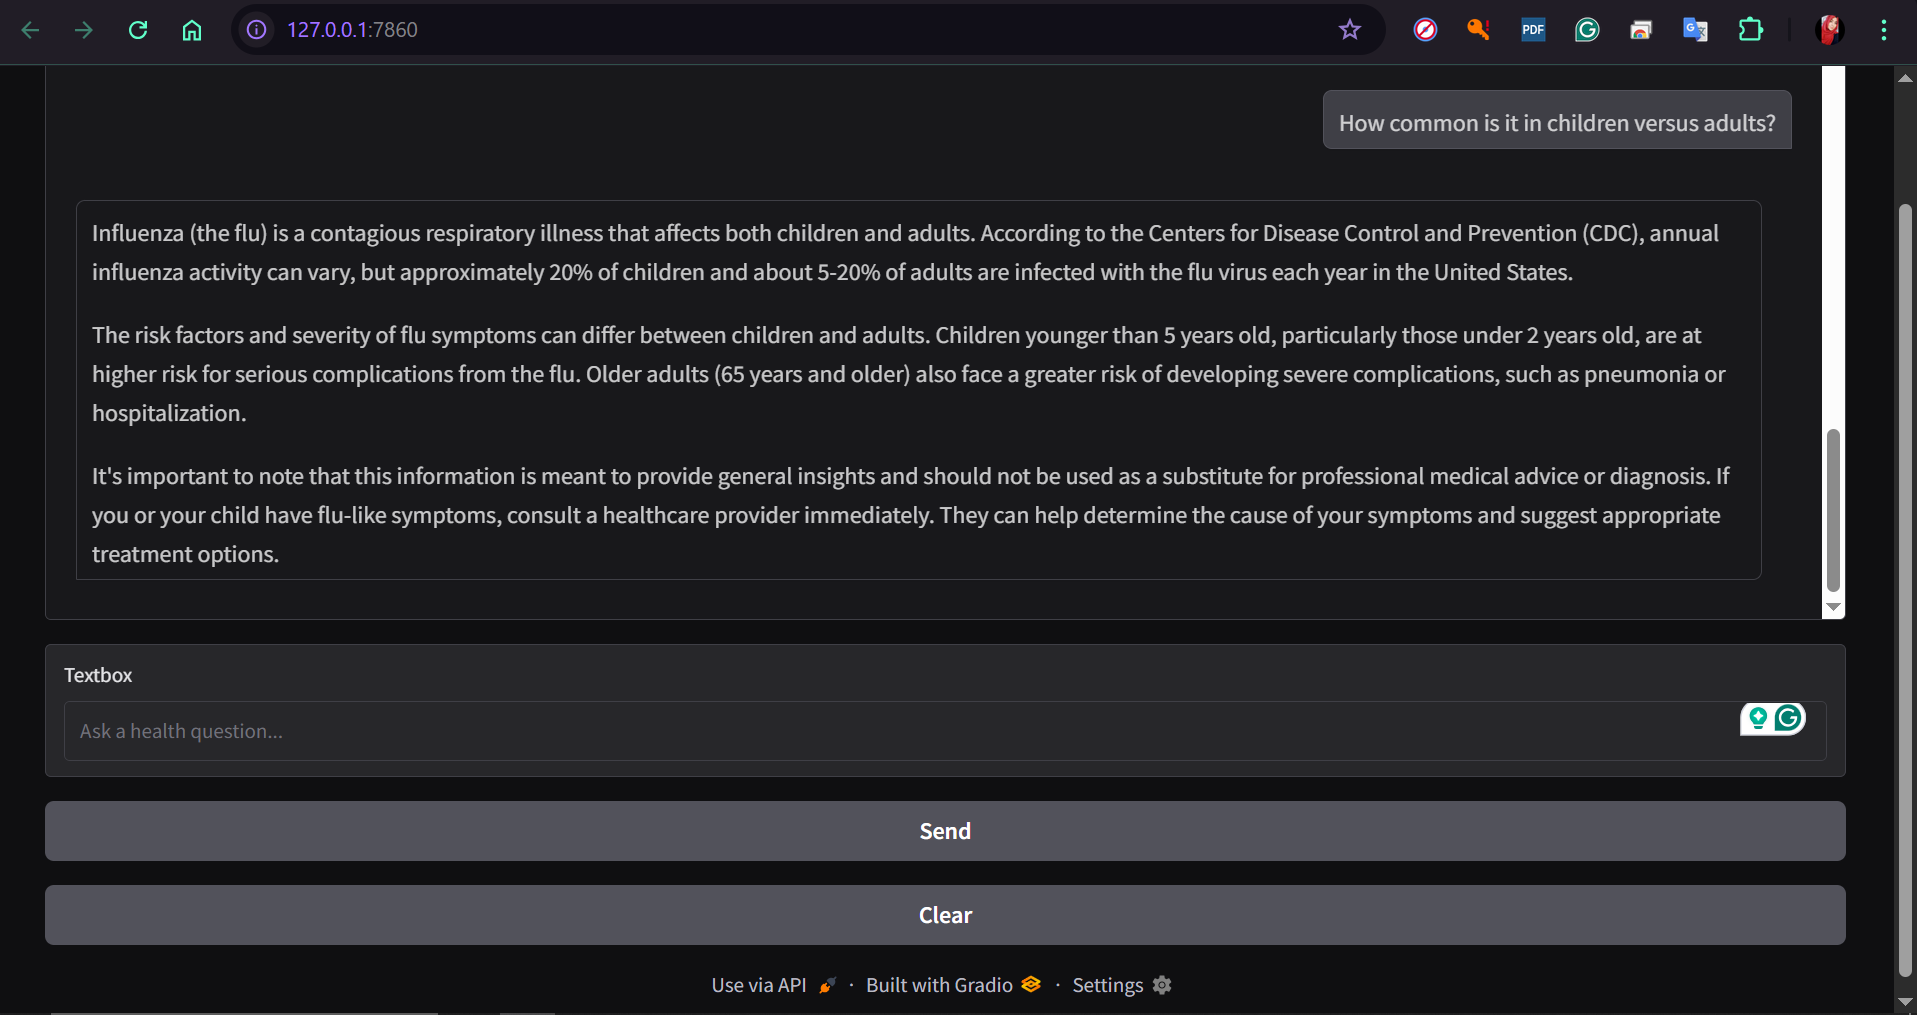 127.0.0.1:7860
PDF
How common is it in children versus adults?
Influenza (the flu) is a contagious respiratory illness that affects both children and adults. According to the Centers for Disease Control and Prevention (CDC), annual
influenza activity can vary, but approximately 20% of children and about 5-20% of adults are infected with the flu virus each year in the United States.
The risk factors and severity of flu symptoms can differ between children and adults. Children younger than 5 years old, particularly those under 2 years old, are at
higher risk for serious complications from the flu. Older adults (65 years and older) also face a greater risk of developing severe complications, such as pneumonia or
hospitalization.
It's important to note that this information is meant to provide general insights and should not be used as a substitute for professional medical advice or diagnosis. If
you or your child have flu-like symptoms, consult a healthcare provider immediately. They can help determine the cause of your symptoms and suggest appropriate
treatment options.
Textbox
Ask a health question...
Send
Clear
Use via API · Built with Gradio · Settings